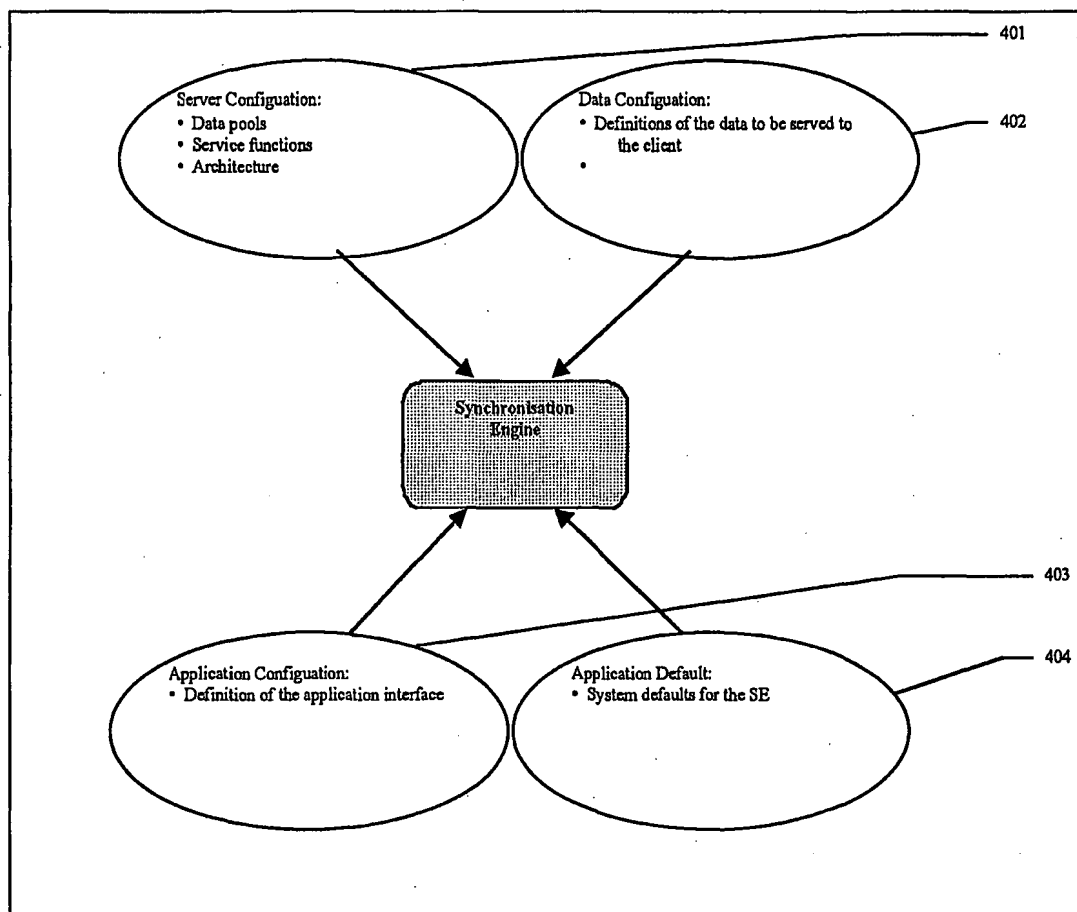 401
Server Configuation:
• Data pools
• Service functions
• Architecture
Data Configuation:
• Definitions of the data to be served to
the client
•
402
Synchronisation
Engine
403
Application Configuation:
• Definition of the application interface
Application Default:
• System defaults for the SE
404